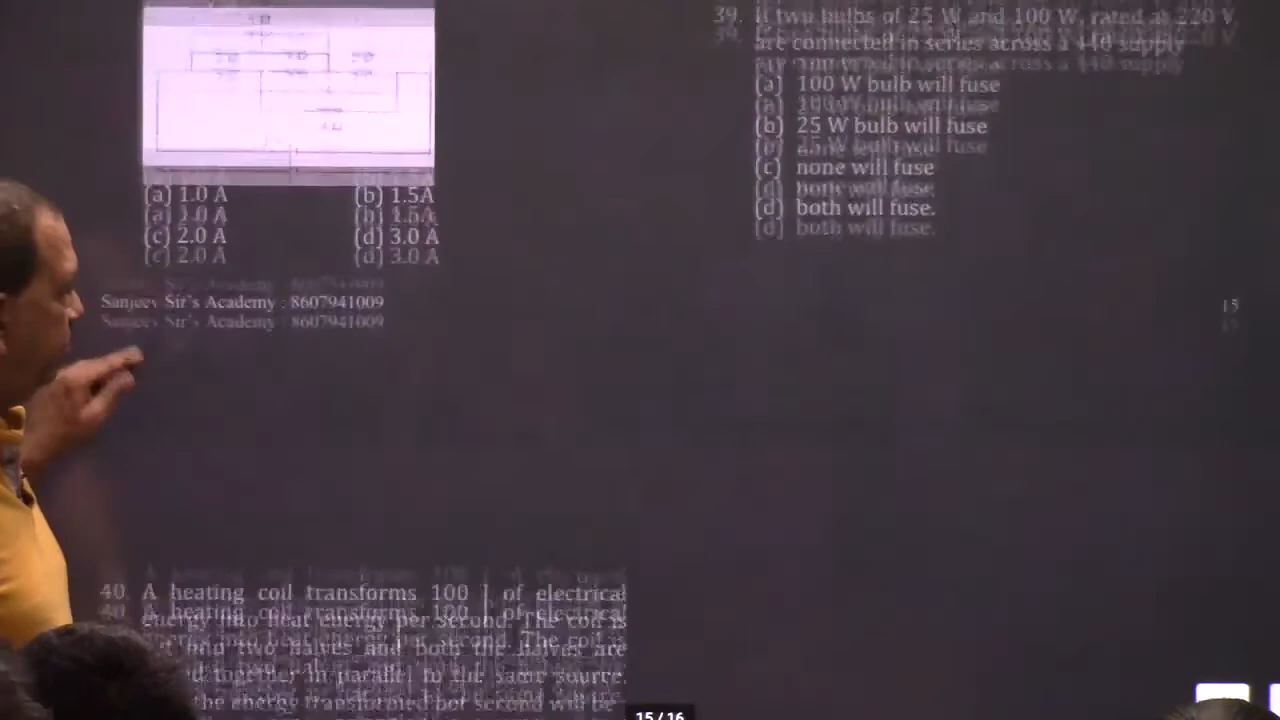 39. If two bulbs of 25 W and 100 W, rated at 220 V,
are connected in series across a 440 supply
(a) 100 W bulb will fuse
(b) 25 W bulb will fuse
(c) none will fuse
(d) both will fuse.
(a) 1.0 A (b) 1.5A
(c) 2.0 A (d) 3.0 A
Sanjeev Sir's Academy : 8607941009
15
40. A heating coil transforms 100 J of electrical
energy into heat energy per second. The coil is
two halves and both the halves are
together in parallel to the same source.
the energy transformed per second will be
15 / 16